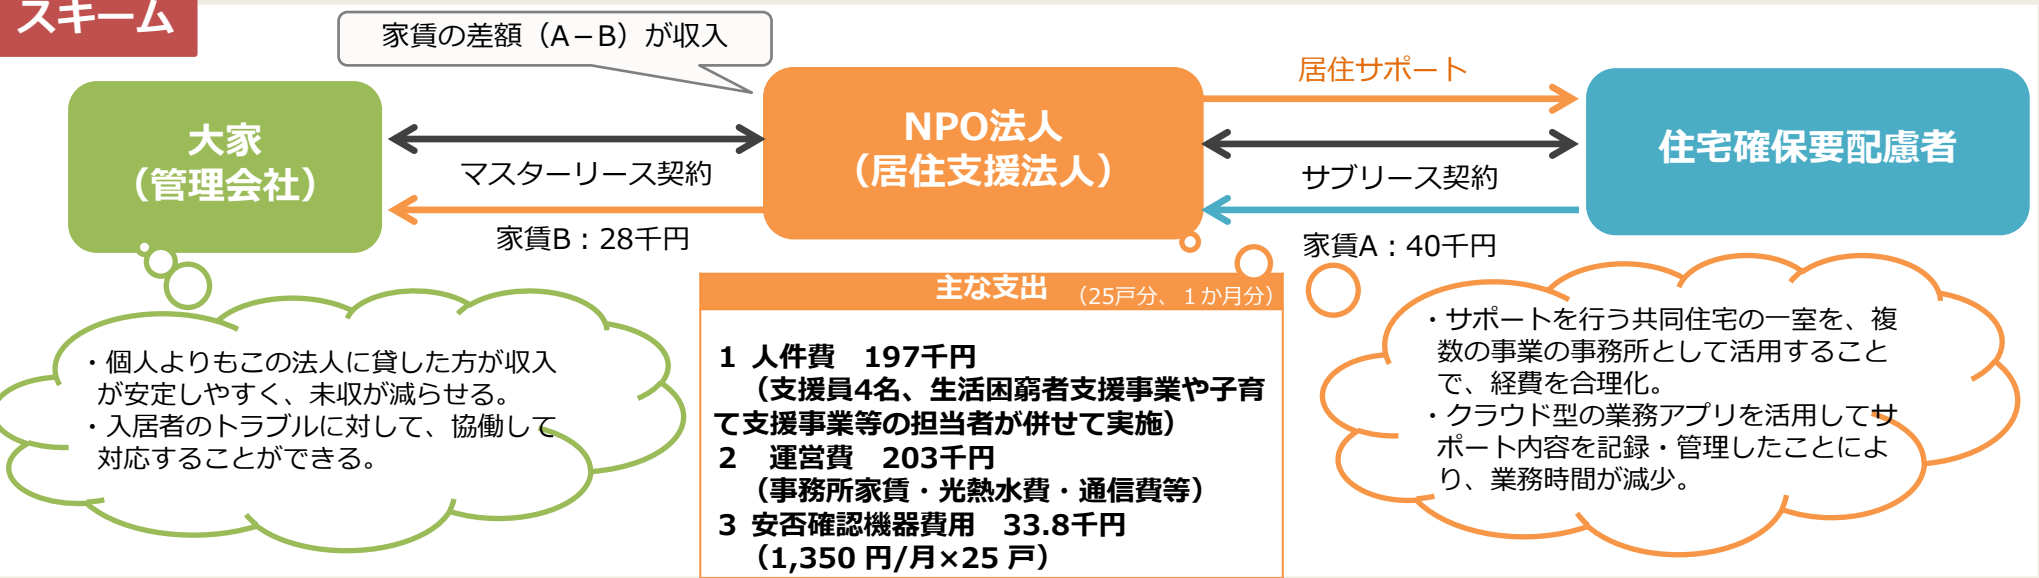 スキーム
家賃の差額（A－B）が収入
大家
（管理会社）
マスターリース契約
家賃B：28千円
NPO法人
（居住支援法人）
居住サポート
サブリース契約
家賃A：40千円
住宅確保要配慮者
・個人よりもこの法人に貸した方が収入
が安定しやすく、未収が減らせる。
・入居者のトラブルに対して、協働して
対応することができる。
主な支出 （25戸分、１か月分）
1 人件費　197千円
（支援員4名、生活困窮者支援事業や子育
て支援事業等の担当者が併せて実施）
2　運営費　203千円
（事務所家賃・光熱水費・通信費等）
3 安否確認機器費用　33.8千円
（1,350 円/月×25 戸）
・サポートを行う共同住宅の一室を、複
数の事業の事務所として活用すること
で、経費を合理化。
・クラウド型の業務アプリを活用してサ
ポート内容を記録・管理したことによ
り、業務時間が減少。